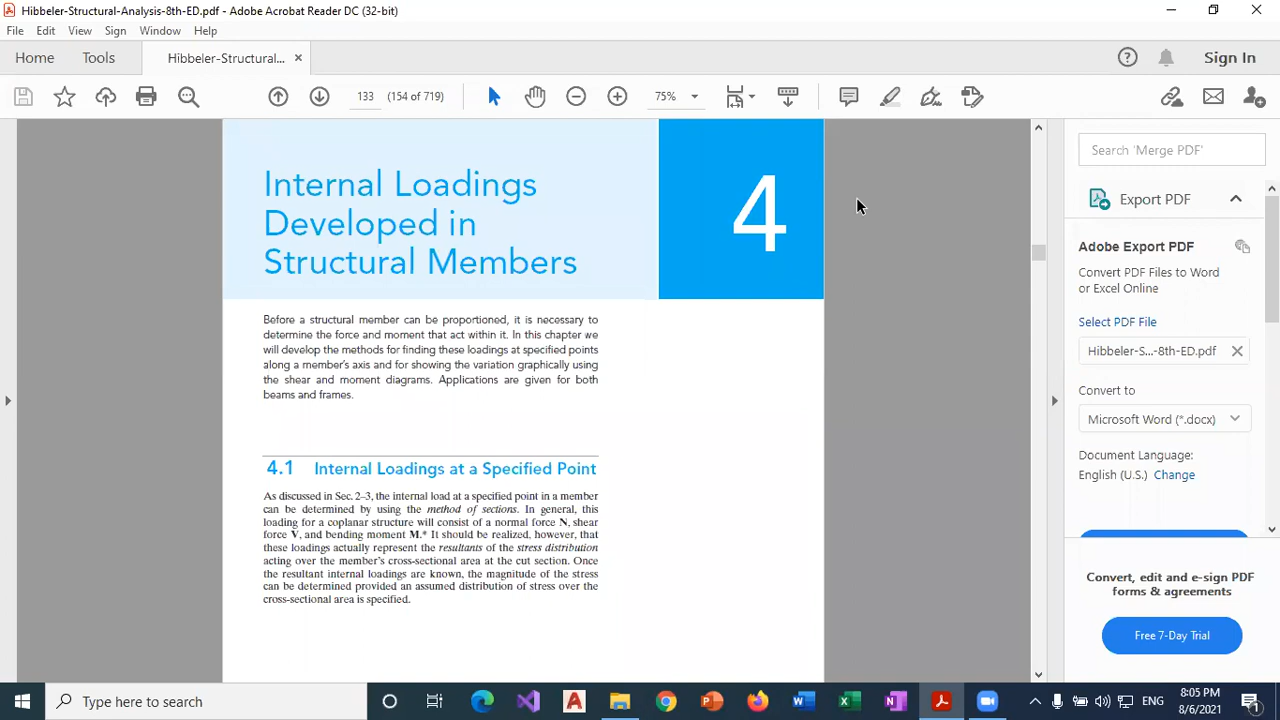 Hibbeler-Structural-Analysis-8th-ED.pdf - Adobe Acrobat Reader DC (32-bit)
File Edit View Sign Window Help
Home Tools Hibbeler-Structural... × Sign In
133 (154 of 719) 75%
Search 'Merge PDF'
Export PDF
Adobe Export PDF
Convert PDF Files to Word
or Excel Online
Select PDF File
Hibbeler-S...-8th-ED.pdf
Convert to
Microsoft Word (*.docx)
Document Language:
English (U.S.) Change
Convert, edit and e-sign PDF
forms & agreements
Free 7-Day Trial
Internal Loadings
Developed in
Structural Members
4
Before a structural member can be proportioned, it is necessary to
determine the force and moment that act within it. In this chapter we
will develop the methods for finding these loadings at specified points
along a member's axis and for showing the variation graphically using
the shear and moment diagrams. Applications are given for both
beams and frames.
4.1 Internal Loadings at a Specified Point
As discussed in Sec. 2–3, the internal load at a specified point in a member
can be determined by using the method of sections. In general, this
loading for a coplanar structure will consist of a normal force N, shear
force V, and bending moment M.* It should be realized, however, that
these loadings actually represent the resultants of the stress distribution
acting over the member's cross-sectional area at the cut section. Once
the resultant internal loadings are known, the magnitude of the stress
can be determined provided an assumed distribution of stress over the
cross-sectional area is specified.
Type here to search
ENG
8:05 PM
8/6/2021